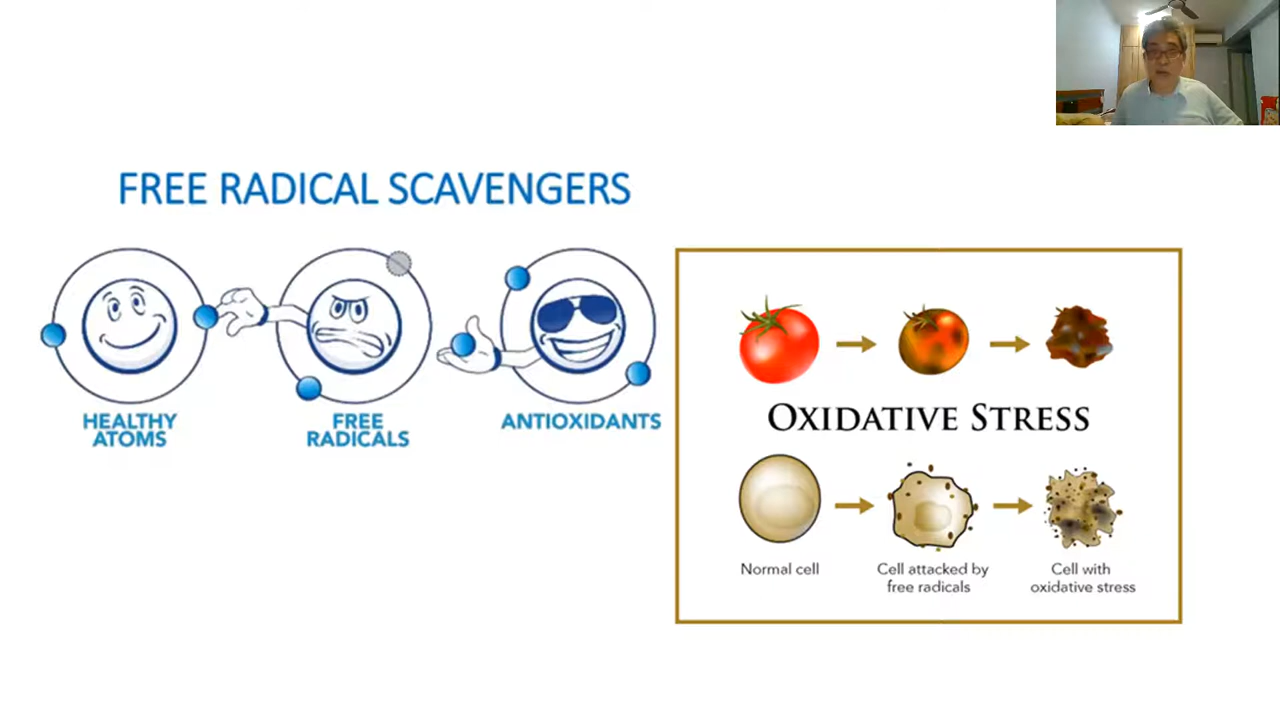 FREE RADICAL SCAVENGERS
HEALTHY
ATOMS
FREE
RADICALS
ANTIOXIDANTS
OXIDATIVE STRESS
Normal cell
Cell attacked by
free radicals
Cell with
oxidative stress